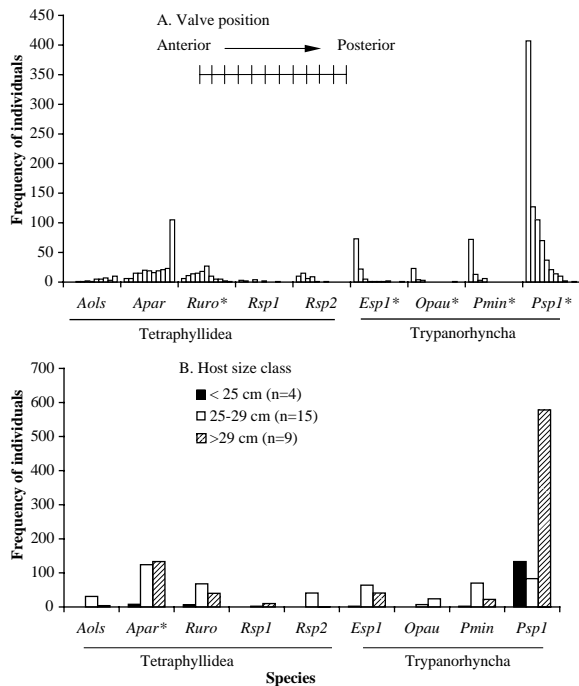 A. Valve position
Anterior Posterior
Frequency of individuals
450
400
350
300
250
200
150
100
50
0
Aols Apar Ruro* Rsp1 Rsp2 Esp1* Opau* Pmin* Psp1*
Tetraphyllidea Trypanorhyncha
B. Host size class
< 25 cm (n=4)
25-29 cm (n=15)
>29 cm (n=9)
Frequency of individuals
700
600
500
400
300
200
100
0
Aols Apar* Ruro Rsp1 Rsp2 Esp1 Opau Pmin Psp1
Tetraphyllidea Trypanorhyncha
Species